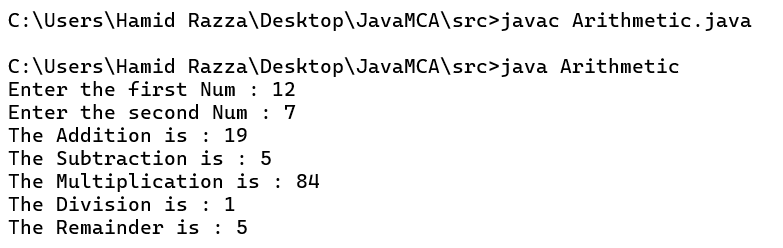 C:\Users\Hamid Razza\Desktop\JavaMCA\src>javac Arithmetic.java
C:\Users\Hamid Razza\Desktop\JavaMCA\src>java Arithmetic
Enter the first Num : 12
Enter the second Num : 7
The Addition is : 19
The Subtraction is : 5
The Multiplication is : 84
The Division is : 1
The Remainder is : 5